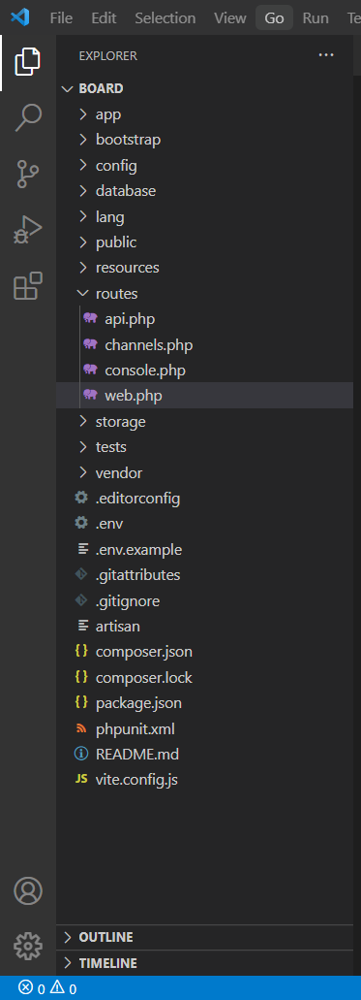 File Edit Selection View Go Run Te
EXPLORER
BOARD
app
bootstrap
config
database
lang
public
resources
routes
api.php
channels.php
console.php
web.php
storage
tests
vendor
.editorconfig
.env
.env.example
.gitattributes
.gitignore
artisan
{} composer.json
{} composer.lock
{} package.json
phpunit.xml
README.md
JS vite.config.js
OUTLINE
TIMELINE
0 0